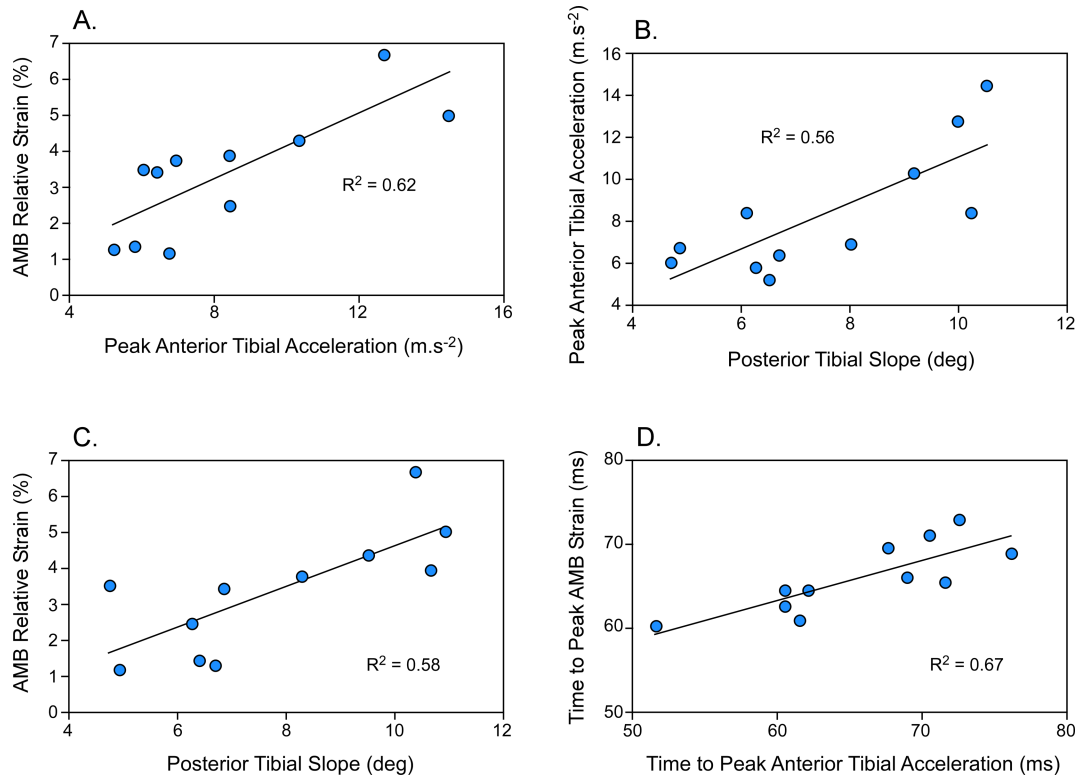 A.
AMB Relative Strain (%)
7
6
5
4
3
2
1
0
R² = 0.62
4 8 12 16
Peak Anterior Tibial Acceleration (m.s⁻²)
B.
Peak Anterior Tibial Acceleration (m.s⁻²)
16
14
12
10
8
6
4
R² = 0.56
4 6 8 10 12
Posterior Tibial Slope (deg)
C.
AMB Relative Strain (%)
7
6
5
4
3
2
1
0
R² = 0.58
4 6 8 10 12
Posterior Tibial Slope (deg)
D.
Time to Peak AMB Strain (ms)
80
70
60
50
R² = 0.67
50 60 70 80
Time to Peak Anterior Tibial Acceleration (ms)